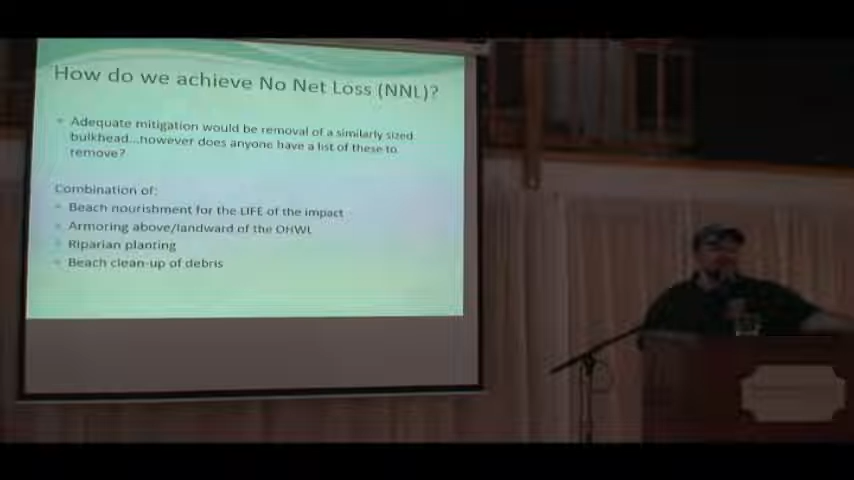 How do we achieve No Net Loss (NNL)?
Adequate mitigation would be removal of a similarly sized
bulkhead...however does anyone have a list of these to
remove?
Combination of:
Beach nourishment for the LIFE of the impact
Armoring above/landward of the OHWL
Riparian planting
Beach clean-up of debris